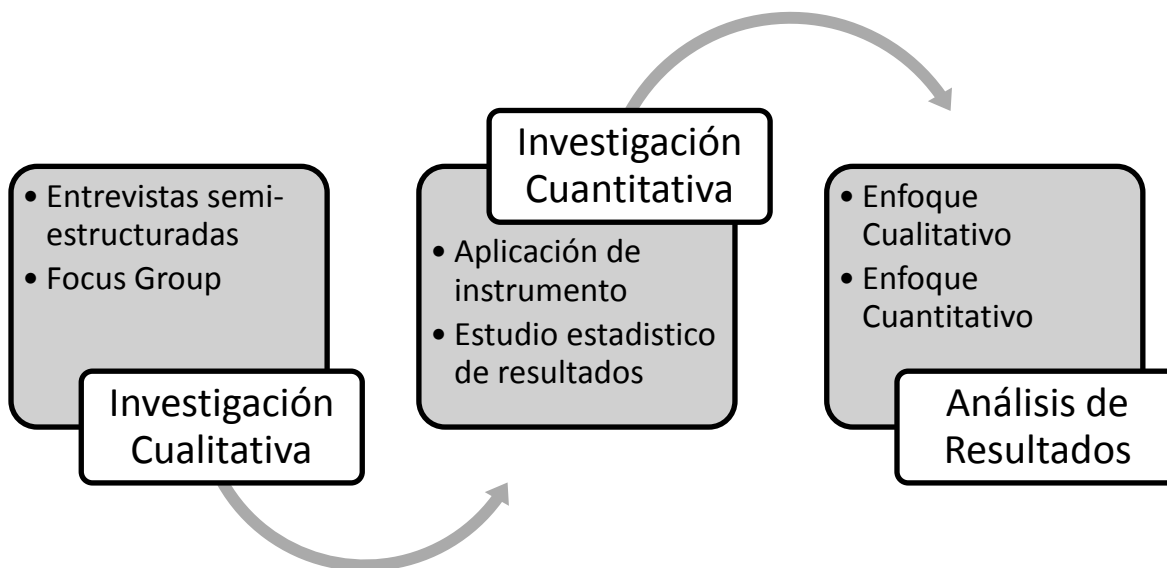 • Entrevistas semi-
estructuradas
• Focus Group
Investigación
Cualitativa
Investigación
Cuantitativa
• Aplicación de
instrumento
• Estudio estadistico
de resultados
• Enfoque
Cualitativo
• Enfoque
Cuantitativo
Análisis de
Resultados